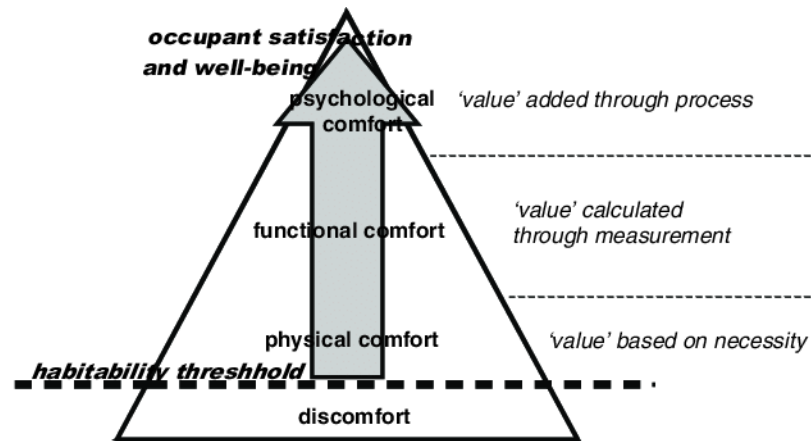 occupant satisfaction
and well-being
psychological
comfort
'value' added through process
functional comfort
'value' calculated
through measurement
physical comfort
'value' based on necessity
habitability threshhold
discomfort